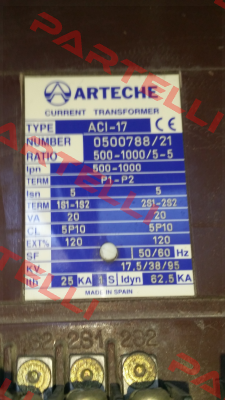 ARTECHE
CURRENT TRANSFORMER
TYPE ACI-17 CE
NUMBER 0500788/21
RATIO 500-1000/5-5
Ipn 500-1000
TERM P1-P2
Isn 5 5
TERM 1S1-1S2 2S1-2S2
VA 20 20
CL 5P10 5P10
EXT% 120 120
SF 50/60 Hz
KV 17,5/38/95
Ith 25 KA 1 S Idyn 62.5 KA
MADE IN SPAIN
2S1 2S2
PARTELLI